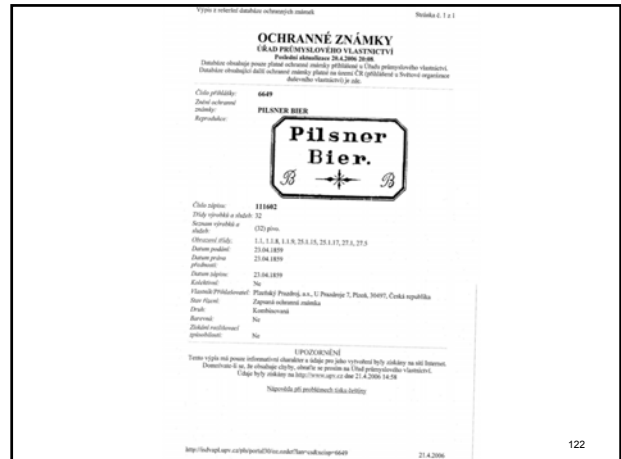 Výpis z rešeršní databáze ochranných známek
Stránka č. 1 z 1
OCHRANNÉ ZNÁMKY
ÚŘAD PRŮMYSLOVÉHO VLASTNICTVÍ
Poslední aktualizace 20.4.2006 20:08
Databáze obsahuje pouze platné ochranné známky přihlášené u Úřadu průmyslového vlastnictví.
Databáze obsahující další ochranné známky platné na území ČR (přihlášené u Světové organizace
duševního vlastnictví) je zde.
Číslo přihlášky: 6649
Znění ochranné
známky: PILSNER BIER
Reprodukce:
Pilsner
Bier.
B B
Číslo zápisu: 111602
Třídy výrobků a služeb: 32
Seznam výrobků a
služeb: (32) pivo.
Obrazové třídy: 1.1, 1.1.8, 1.1.9, 25.1.15, 25.1.17, 27.1, 27.5
Datum podání: 23.04.1859
Datum práva
přednosti: 23.04.1859
Datum zápisu: 23.04.1859
Kolektivní: Ne
Vlastník/Přihlašovatel: Plzeňský Prazdroj, a.s., U Prazdroje 7, Plzeň, 30497, Česká republika
Stav řízení: Zapsaná ochranná známka
Druh: Kombinovaná
Barevná: Ne
Získání rozlišovací
způsobilosti: Ne
UPOZORNĚNÍ
Tento výpis má pouze informativní charakter a údaje pro jeho vytvoření byly získány na síti Internet.
Domníváte-li se, že obsahuje chyby, obraťte se prosím na Úřad průmyslového vlastnictví.
Údaje byly získány na http://www.upv.cz dne 21.4.2006 14:58
Nápověda při problémech tisku češtiny
21.4.2006
122